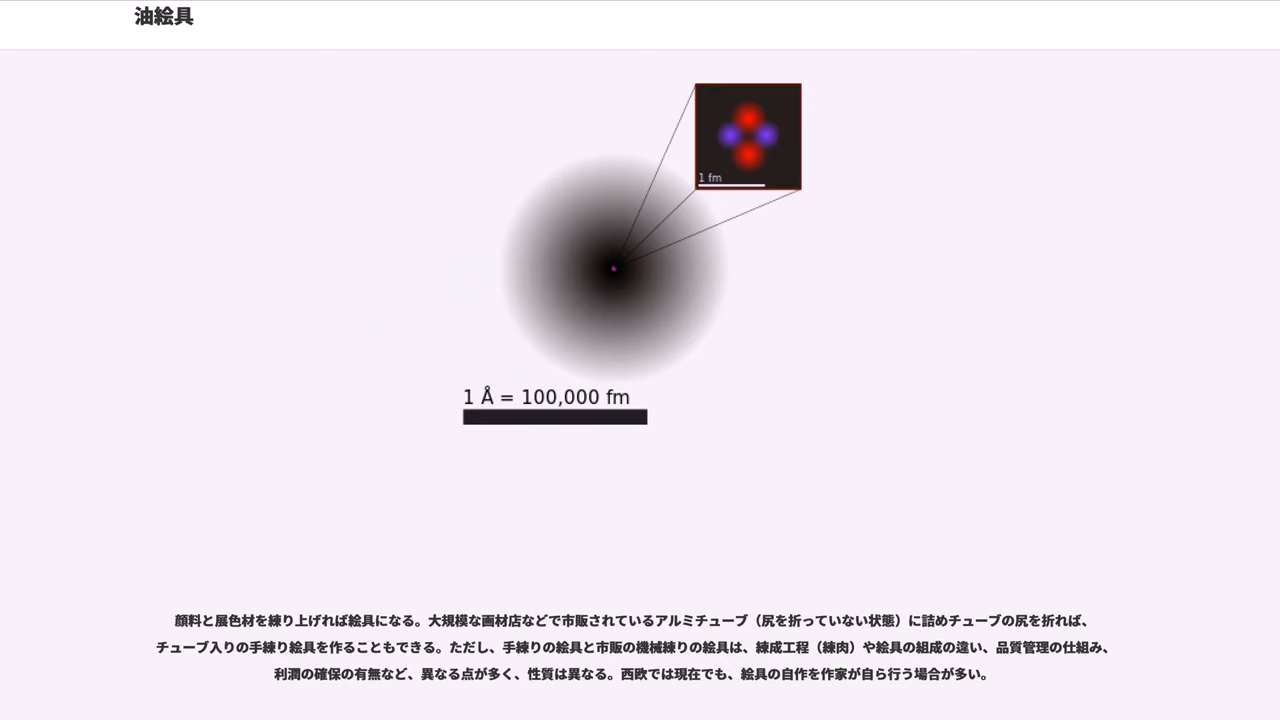 油絵具
1 fm
1 Å = 100,000 fm
顔料と展色材を練り上げれば絵具になる。大規模な画材店などで市販されているアルミチューブ（尻を折っていない状態）に詰めチューブの尻を折れば、
チューブ入りの手練り絵具を作ることもできる。ただし、手練りの絵具と市販の機械練りの絵具は、練成工程（練肉）や絵具の組成の違い、品質管理の仕組み、
利潤の確保の有無など、異なる点が多く、性質は異なる。西欧では現在でも、絵具の自作を作家が自ら行う場合が多い。